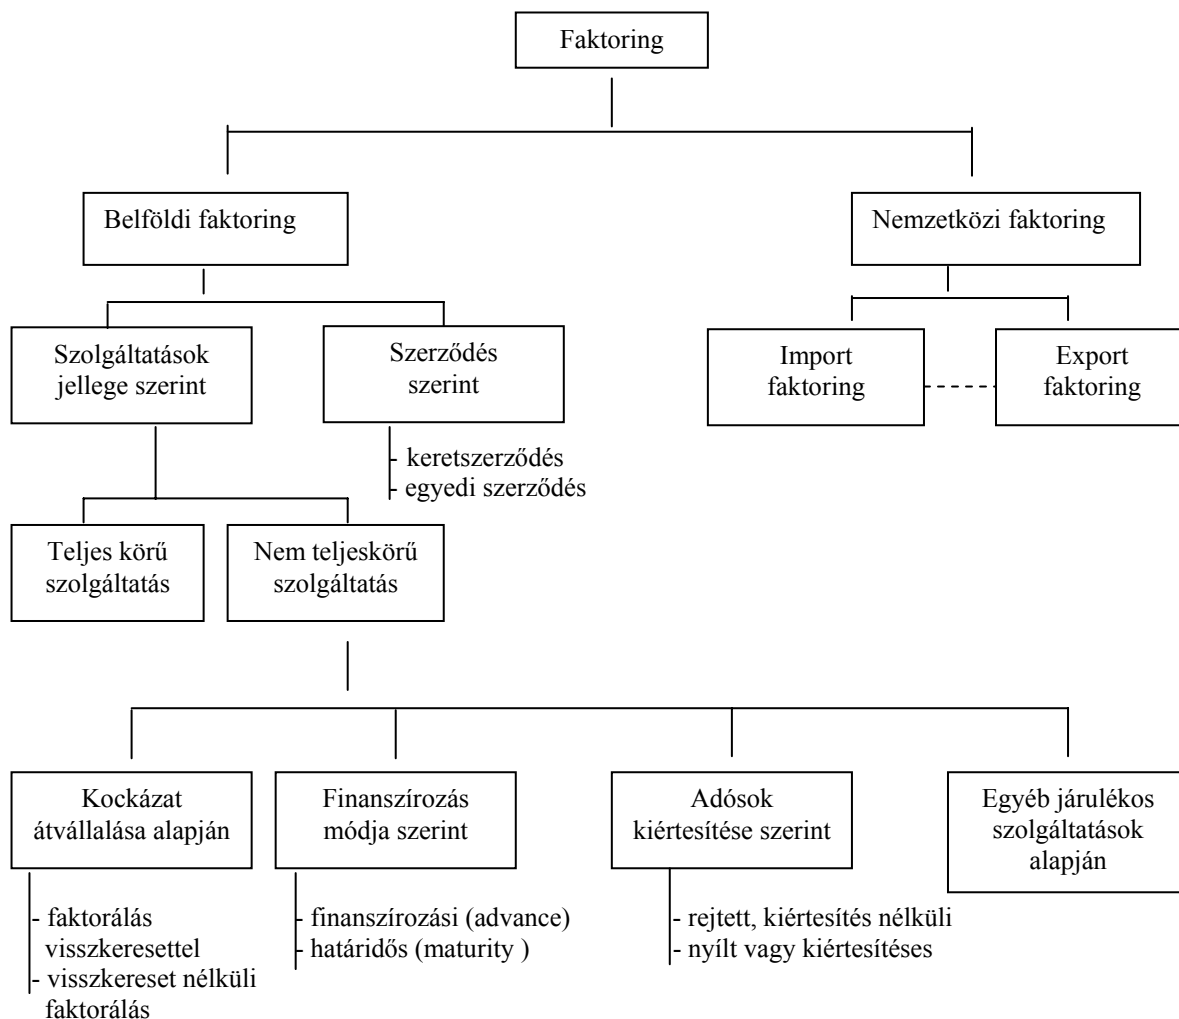 Faktoring
Belföldi faktoring
Nemzetközi faktoring
Szolgáltatások
jellege szerint
Szerződés
szerint
Import
faktoring
Export
faktoring
- keretszerződés
- egyedi szerződés
Teljes körű
szolgáltatás
Nem teljeskörű
szolgáltatás
Kockázat
átvállalása alapján
Finanszírozás
módja szerint
Adósok
kiértesítése szerint
Egyéb járulékos
szolgáltatások
alapján
- faktorálás
visszkeresettel
- visszkereset nélküli
faktorálás
- finanszírozási (advance)
- határidős (maturity )
- rejtett, kiértesítés nélküli
- nyílt vagy kiértesítéses